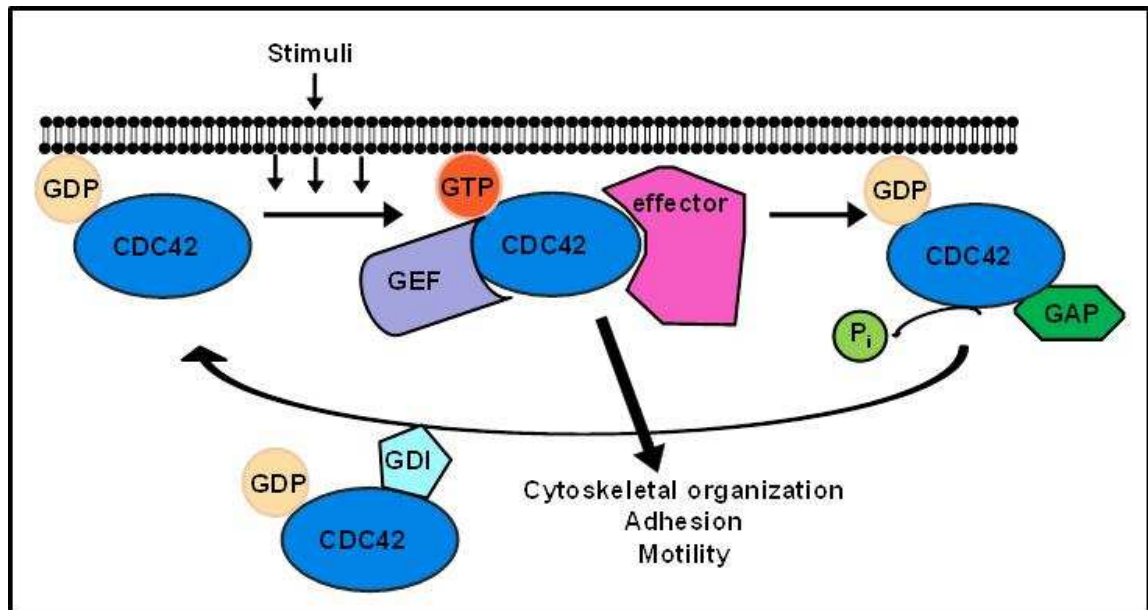 Stimuli
GDP
CDC42
GTP
CDC42
GEF
effector
GDP
CDC42
GAP
Pi
GDI
GDP
CDC42
Cytoskeletal organization
Adhesion
Motility